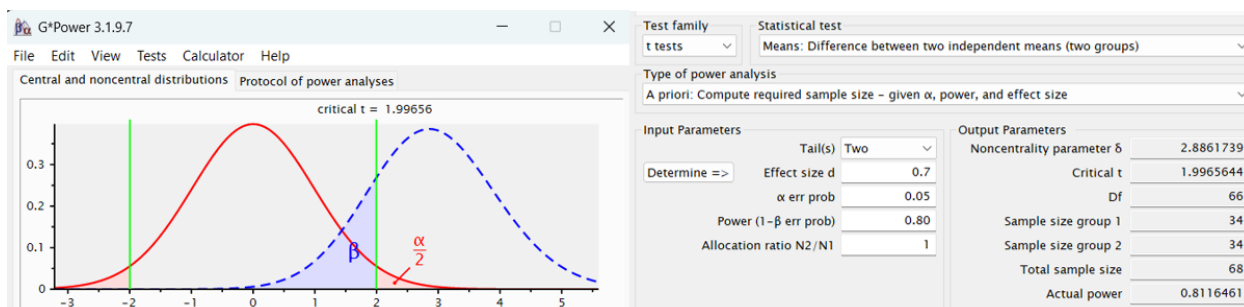 G*Power 3.1.9.7
File Edit View Tests Calculator Help
Central and noncentral distributions Protocol of power analyses
critical t = 1.99656
0.3
0.2
0.1
0
β
α
2
-3 -2 -1 0 1 2 3 4 5
Test family Statistical test
t tests Means: Difference between two independent means (two groups)
Type of power analysis
A priori: Compute required sample size – given α, power, and effect size
Input Parameters Output Parameters
Tail(s) Two Noncentrality parameter δ 2.8861739
Determine => Effect size d 0.7 Critical t 1.9965644
α err prob 0.05 Df 66
Power (1-β err prob) 0.80 Sample size group 1 34
Allocation ratio N2/N1 1 Sample size group 2 34
Total sample size 68
Actual power 0.8116461